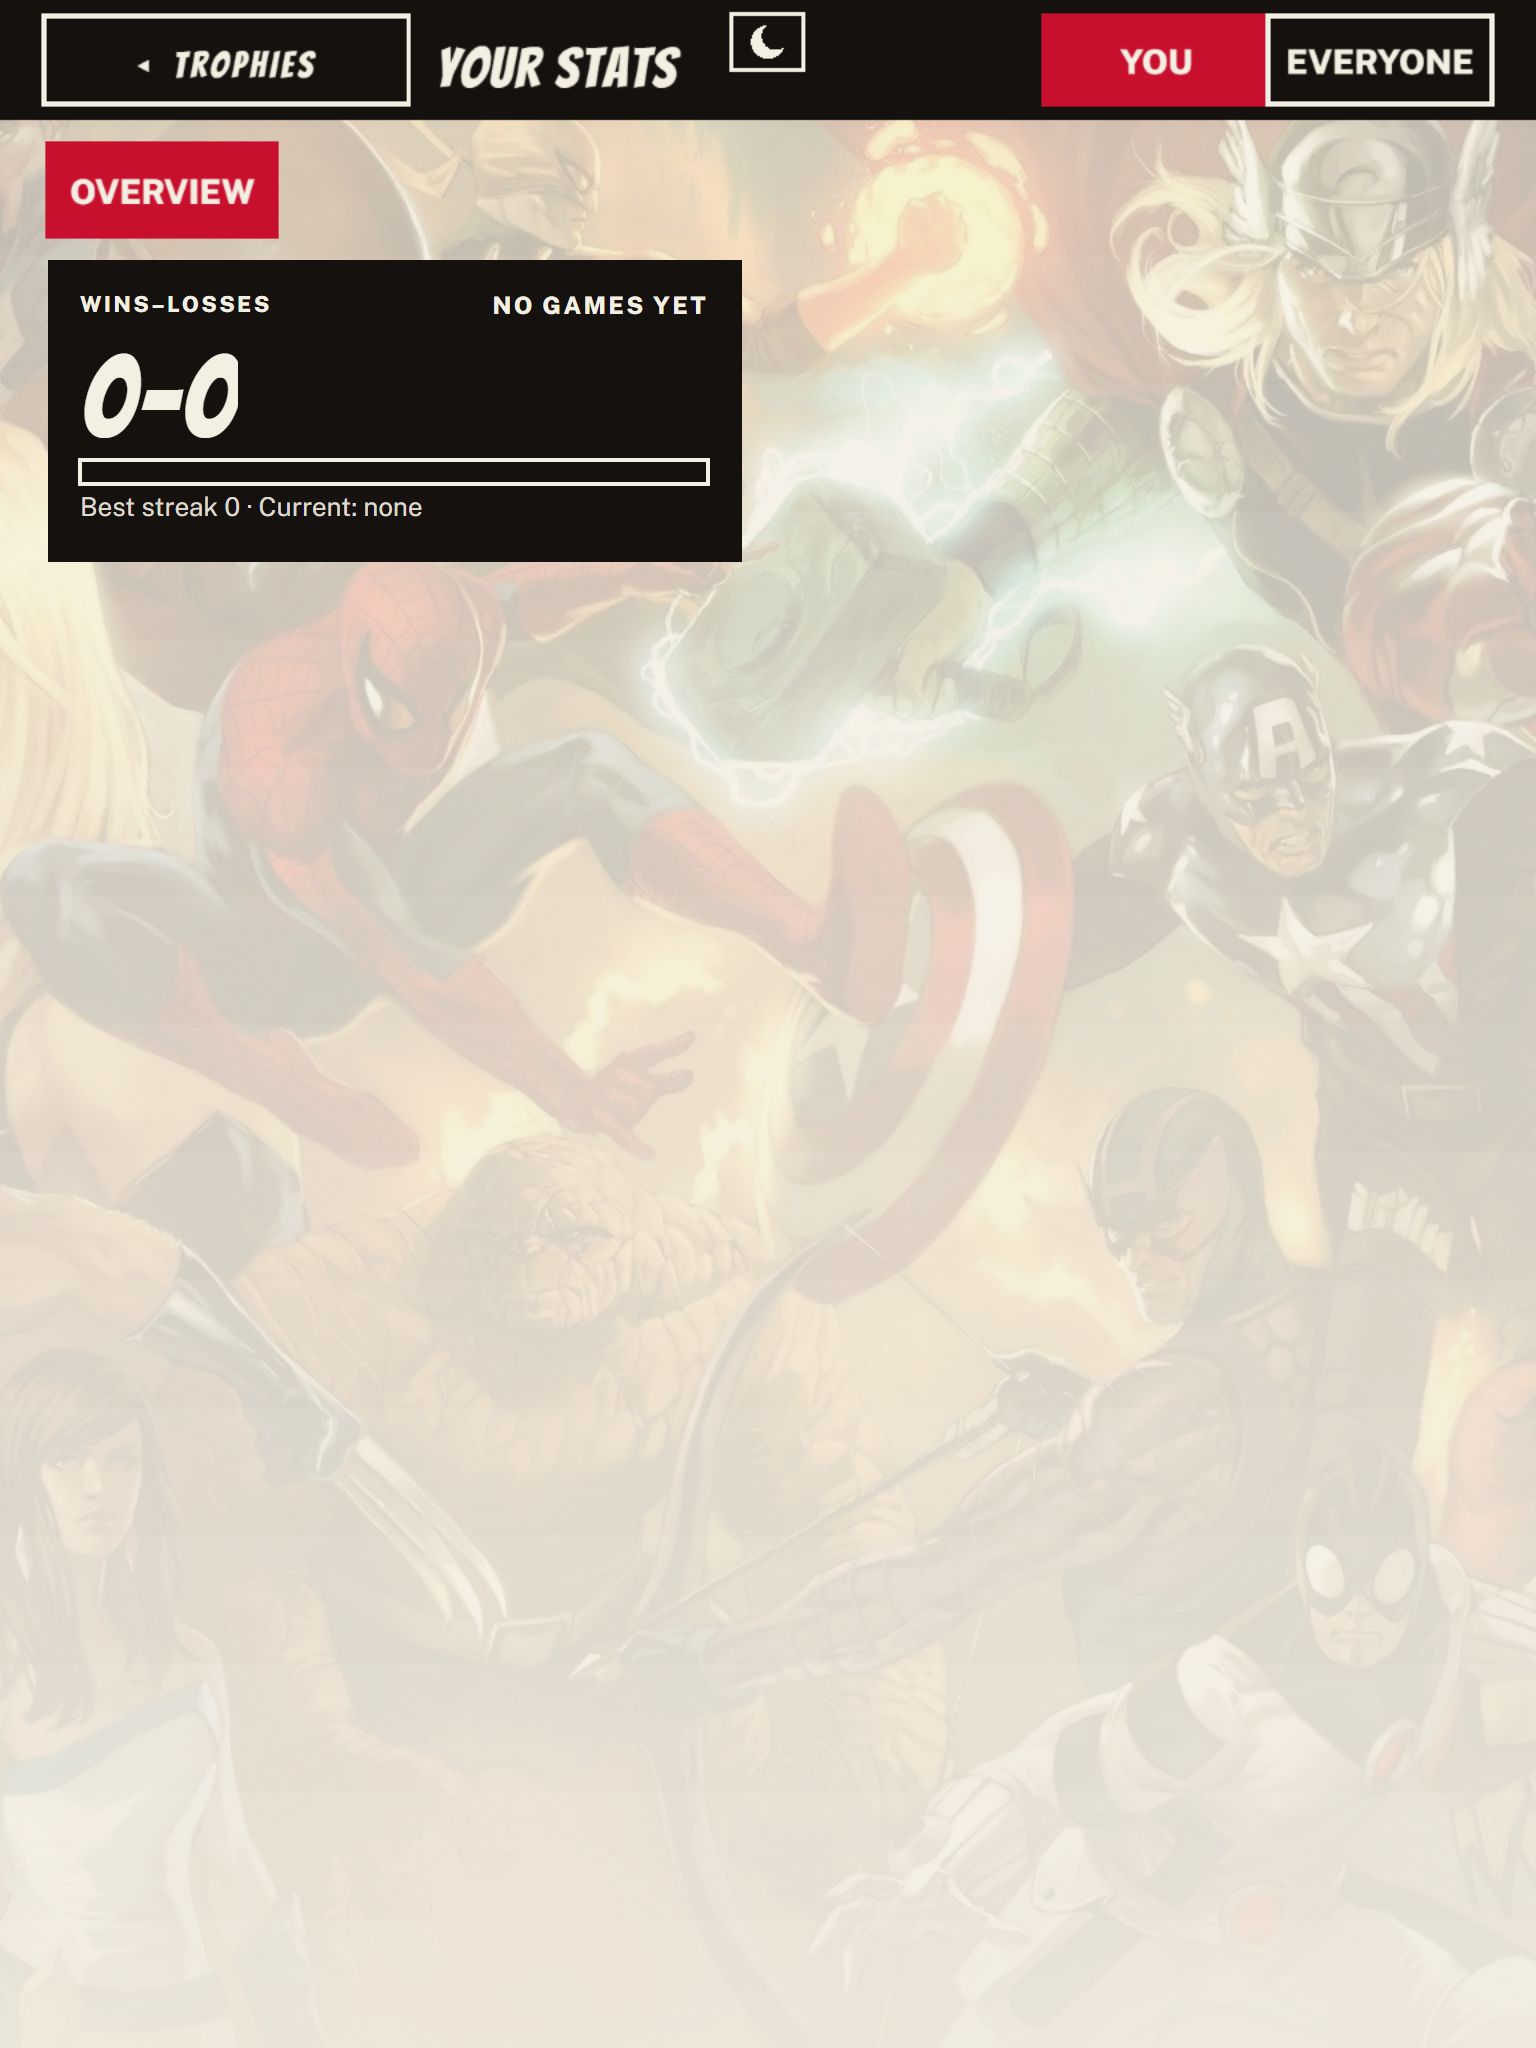 ◂ TROPHIES
YOUR STATS
YOU
EVERYONE
OVERVIEW
WINS–LOSSES
NO GAMES YET
0–0
Best streak 0 · Current: none
A